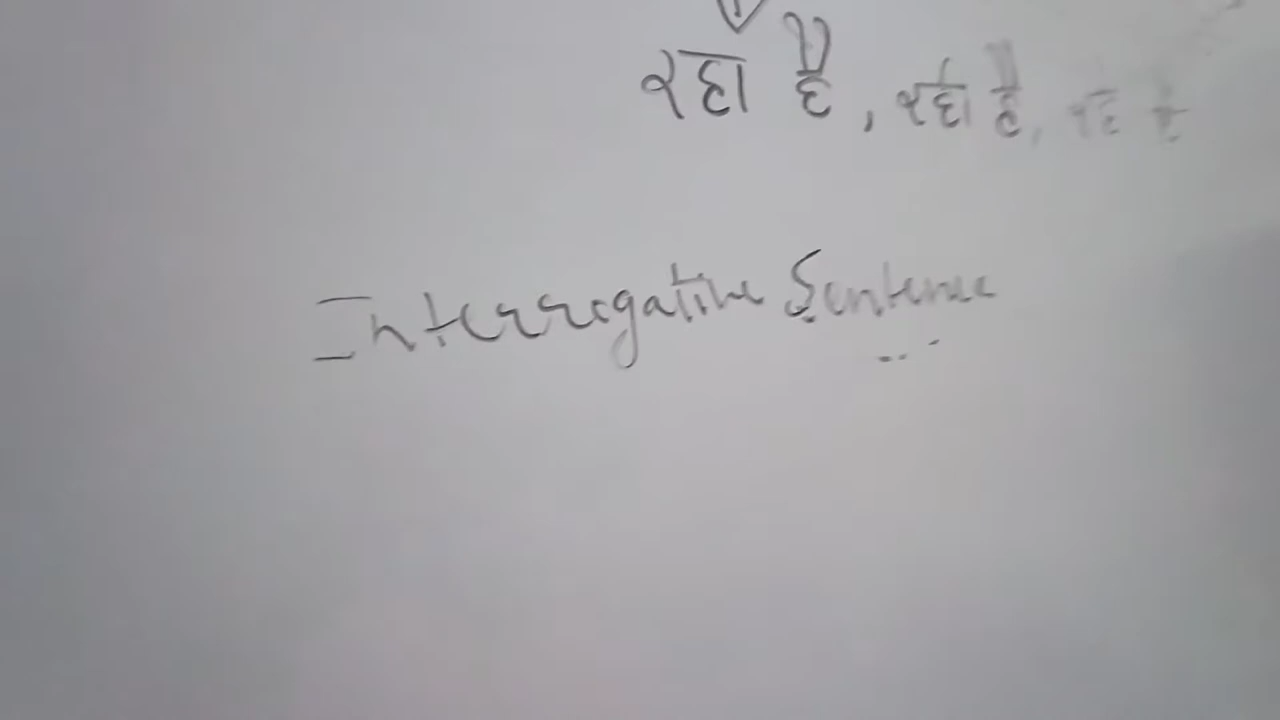 रहा है, रही है, रहे है
Interrogative Sentence